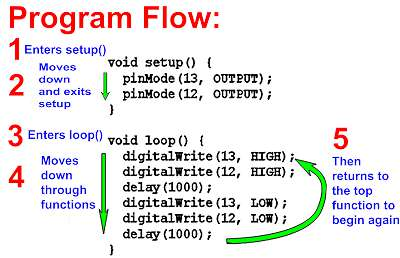 Program Flow:
1 Enters setup()
2 Moves
down
and exits
setup
void setup() {
pinMode(13, OUTPUT);
pinMode(12, OUTPUT);
}
3 Enters loop()
4 Moves
down
through
functions
void loop() {
digitalWrite(13, HIGH);
digitalWrite(12, HIGH);
delay(1000);
digitalWrite(13, LOW);
digitalWrite(12, LOW);
delay(1000);
}
5
Then
returns to
the top
function to
begin again